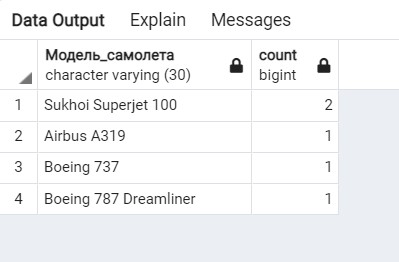 Data Output Explain Messages
Модель_самолета count
character varying (30) bigint
1 Sukhoi Superjet 100 2
2 Airbus A319 1
3 Boeing 737 1
4 Boeing 787 Dreamliner 1